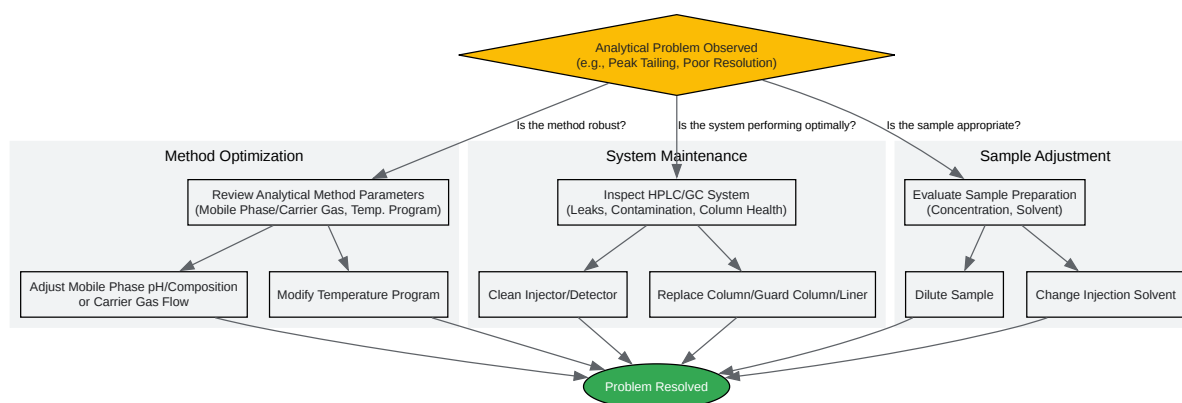 Analytical Problem Observed
(e.g., Peak Tailing, Poor Resolution)
Is the method robust?
Is the system performing optimally?
Is the sample appropriate?
Method Optimization
System Maintenance
Sample Adjustment
Review Analytical Method Parameters
(Mobile Phase/Carrier Gas, Temp. Program)
Inspect HPLC/GC System
(Leaks, Contamination, Column Health)
Evaluate Sample Preparation
(Concentration, Solvent)
Adjust Mobile Phase pH/Composition
or Carrier Gas Flow
Modify Temperature Program
Clean Injector/Detector
Replace Column/Guard Column/Liner
Dilute Sample
Change Injection Solvent
Problem Resolved